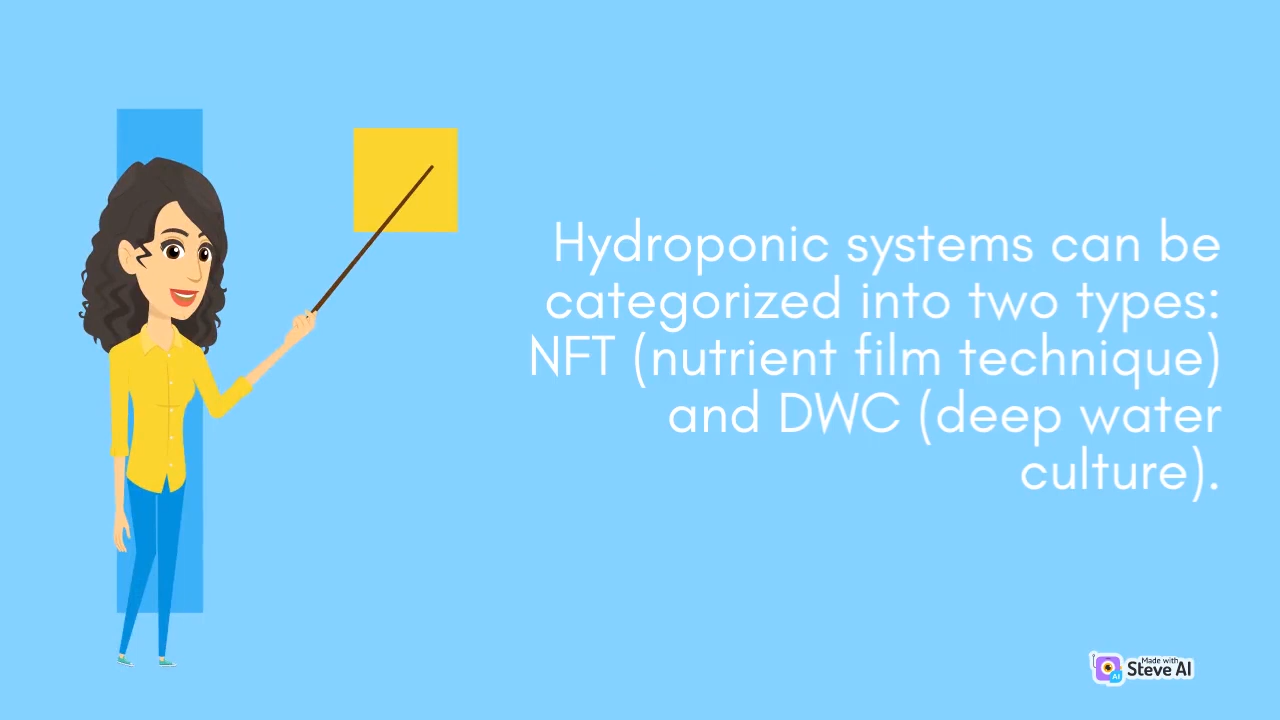 Hydroponic systems can be
categorized into two types:
NFT (nutrient film technique)
and DWC (deep water
culture).
Made with
Steve AI
AI